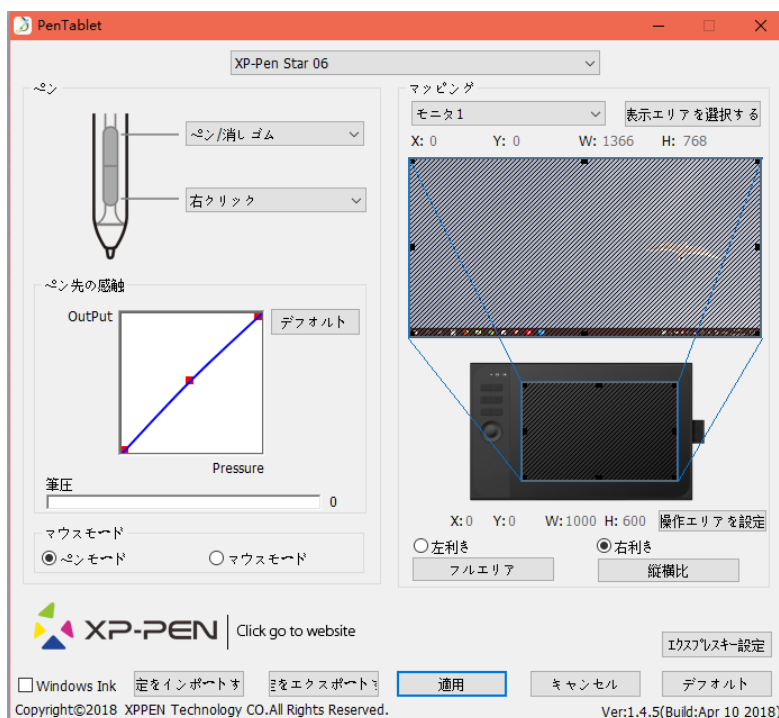 PenTablet
XP-Pen Star 06
ペン
ペン/消しゴム
右クリック
ペン先の感触
OutPut
デフォルト
Pressure
筆圧
0
マウスモード
ペンモード
マウスモード
マッピング
モニタ1
表示エリアを選択する
X: 0 Y: 0 W: 1366 H: 768
X: 0 Y: 0 W: 1000 H: 600
操作エリアを設定
左利き
右利き
フルエリア
縦横比
XP-PEN
Click go to website
エクスプレスキー設定
Windows Ink
定をインポートす
をエクスポート
適用
キャンセル
デフォルト
Copyright©2018 XPPEN Technology CO.All Rights Reserved.
Ver:1.4.5(Build:Apr 10 2018)